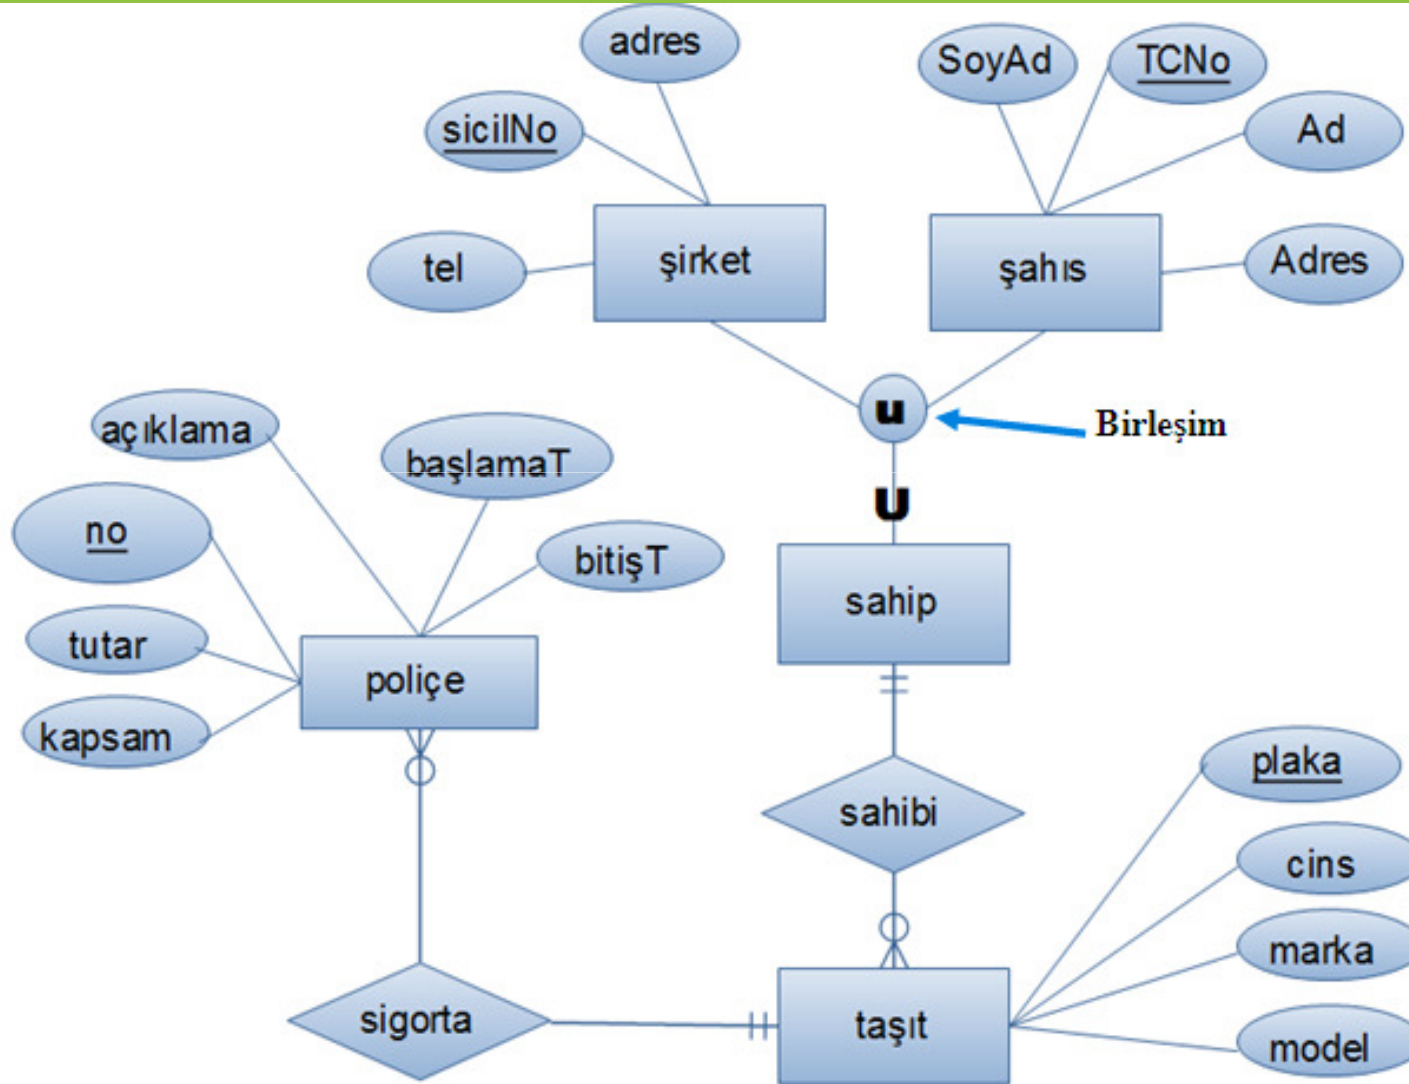 adres
SoyAd
TCNo
sicilNo
Ad
tel
şirket
şahıs
Adres
u
Birleşim
açıklama
başlamaT
U
no
bitişT
sahip
tutar
poliçe
kapsam
plaka
sahibi
cins
marka
sigorta
taşıt
model